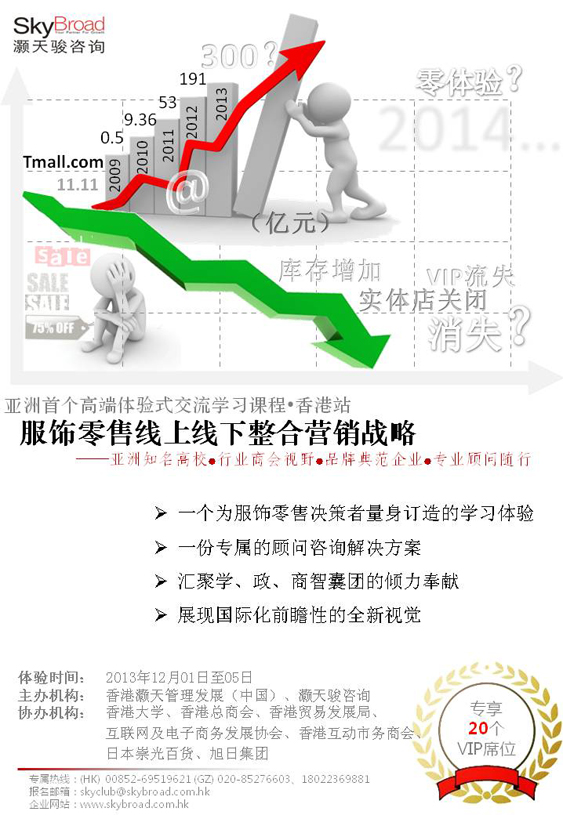 SkyBroad
Your Partner For Growth
灏天骏咨询
300？
零体验？
2014...
191
53
9.36
0.5
2009
2010
2011
2012
2013
Tmall.com
11.11
@
（亿元）
库存增加
VIP流失
实体店关闭
消失？
Sale
SALE
SALE
75% OFF
亚洲首个高端体验式交流学习课程•香港站
服饰零售线上线下整合营销战略
——亚洲知名高校●行业商会视野●品牌典范企业●专业顾问随行
➢ 一个为服饰零售决策者量身订造的学习体验
➢ 一份专属的顾问咨询解决方案
➢ 汇聚学、政、商智囊团的倾力奉献
➢ 展现国际化前瞻性的全新视觉
体验时间： 2013年12月01日至05日
主办机构： 香港灏天管理发展（中国）、灏天骏咨询
协办机构： 香港大学、香港总商会、香港贸易发展局、
互联网及电子商务发展协会、香港互动市务商会、
日本崇光百货、旭日集团
专享
20个
VIP席位
专属热线：(HK) 00852-69519621 (GZ) 020-85276603、18022369881
报名邮箱：skyclub@skybroad.com.hk
企业网站：www.skybroad.com.hk